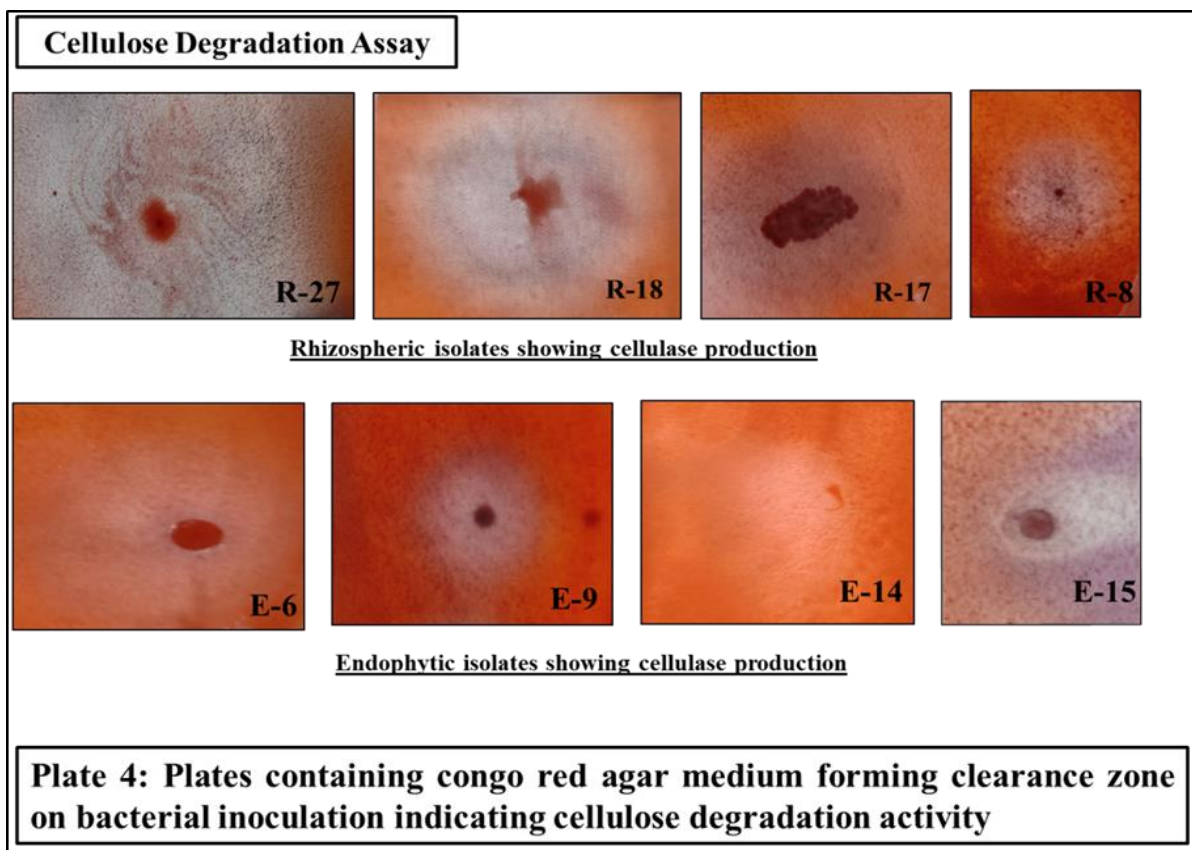 Cellulose Degradation Assay
R-27
R-18
R-17
R-8
Rhizospheric isolates showing cellulase production
E-6
E-9
E-14
E-15
Endophytic isolates showing cellulase production
Plate 4: Plates containing congo red agar medium forming clearance zone
on bacterial inoculation indicating cellulose degradation activity